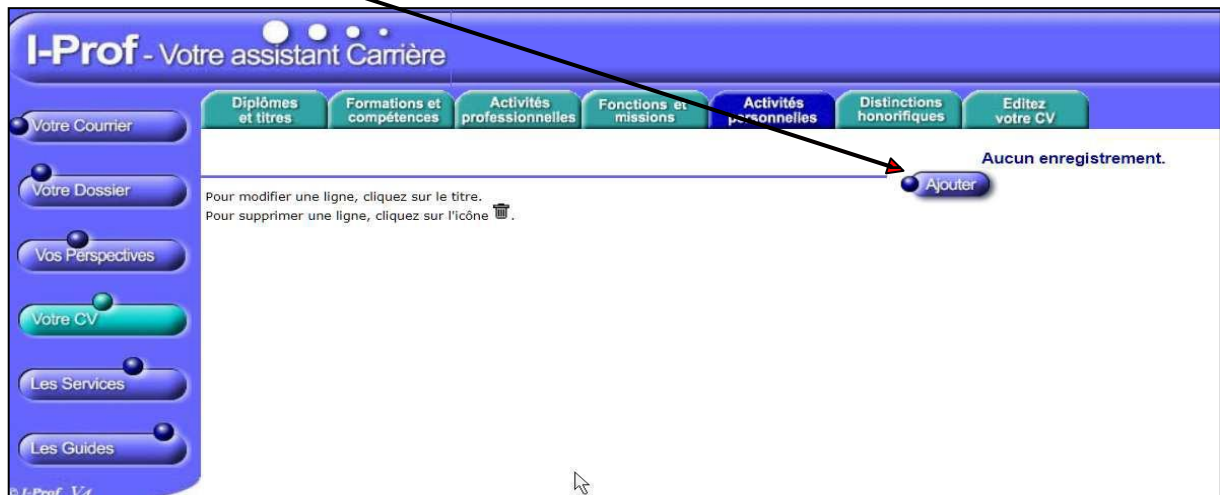 I-Prof - Votre assistant Carrière
Diplômes et titres
Formations et compétences
Activités professionnelles
Fonctions et missions
Activités personnelles
Distinctions honorifiques
Editez votre CV
Votre Courrier
Votre Dossier
Vos Perspectives
Votre CV
Les Services
Les Guides
Aucun enregistrement.
Ajouter
Pour modifier une ligne, cliquez sur le titre.
Pour supprimer une ligne, cliquez sur l'icône .
I-Prof V4